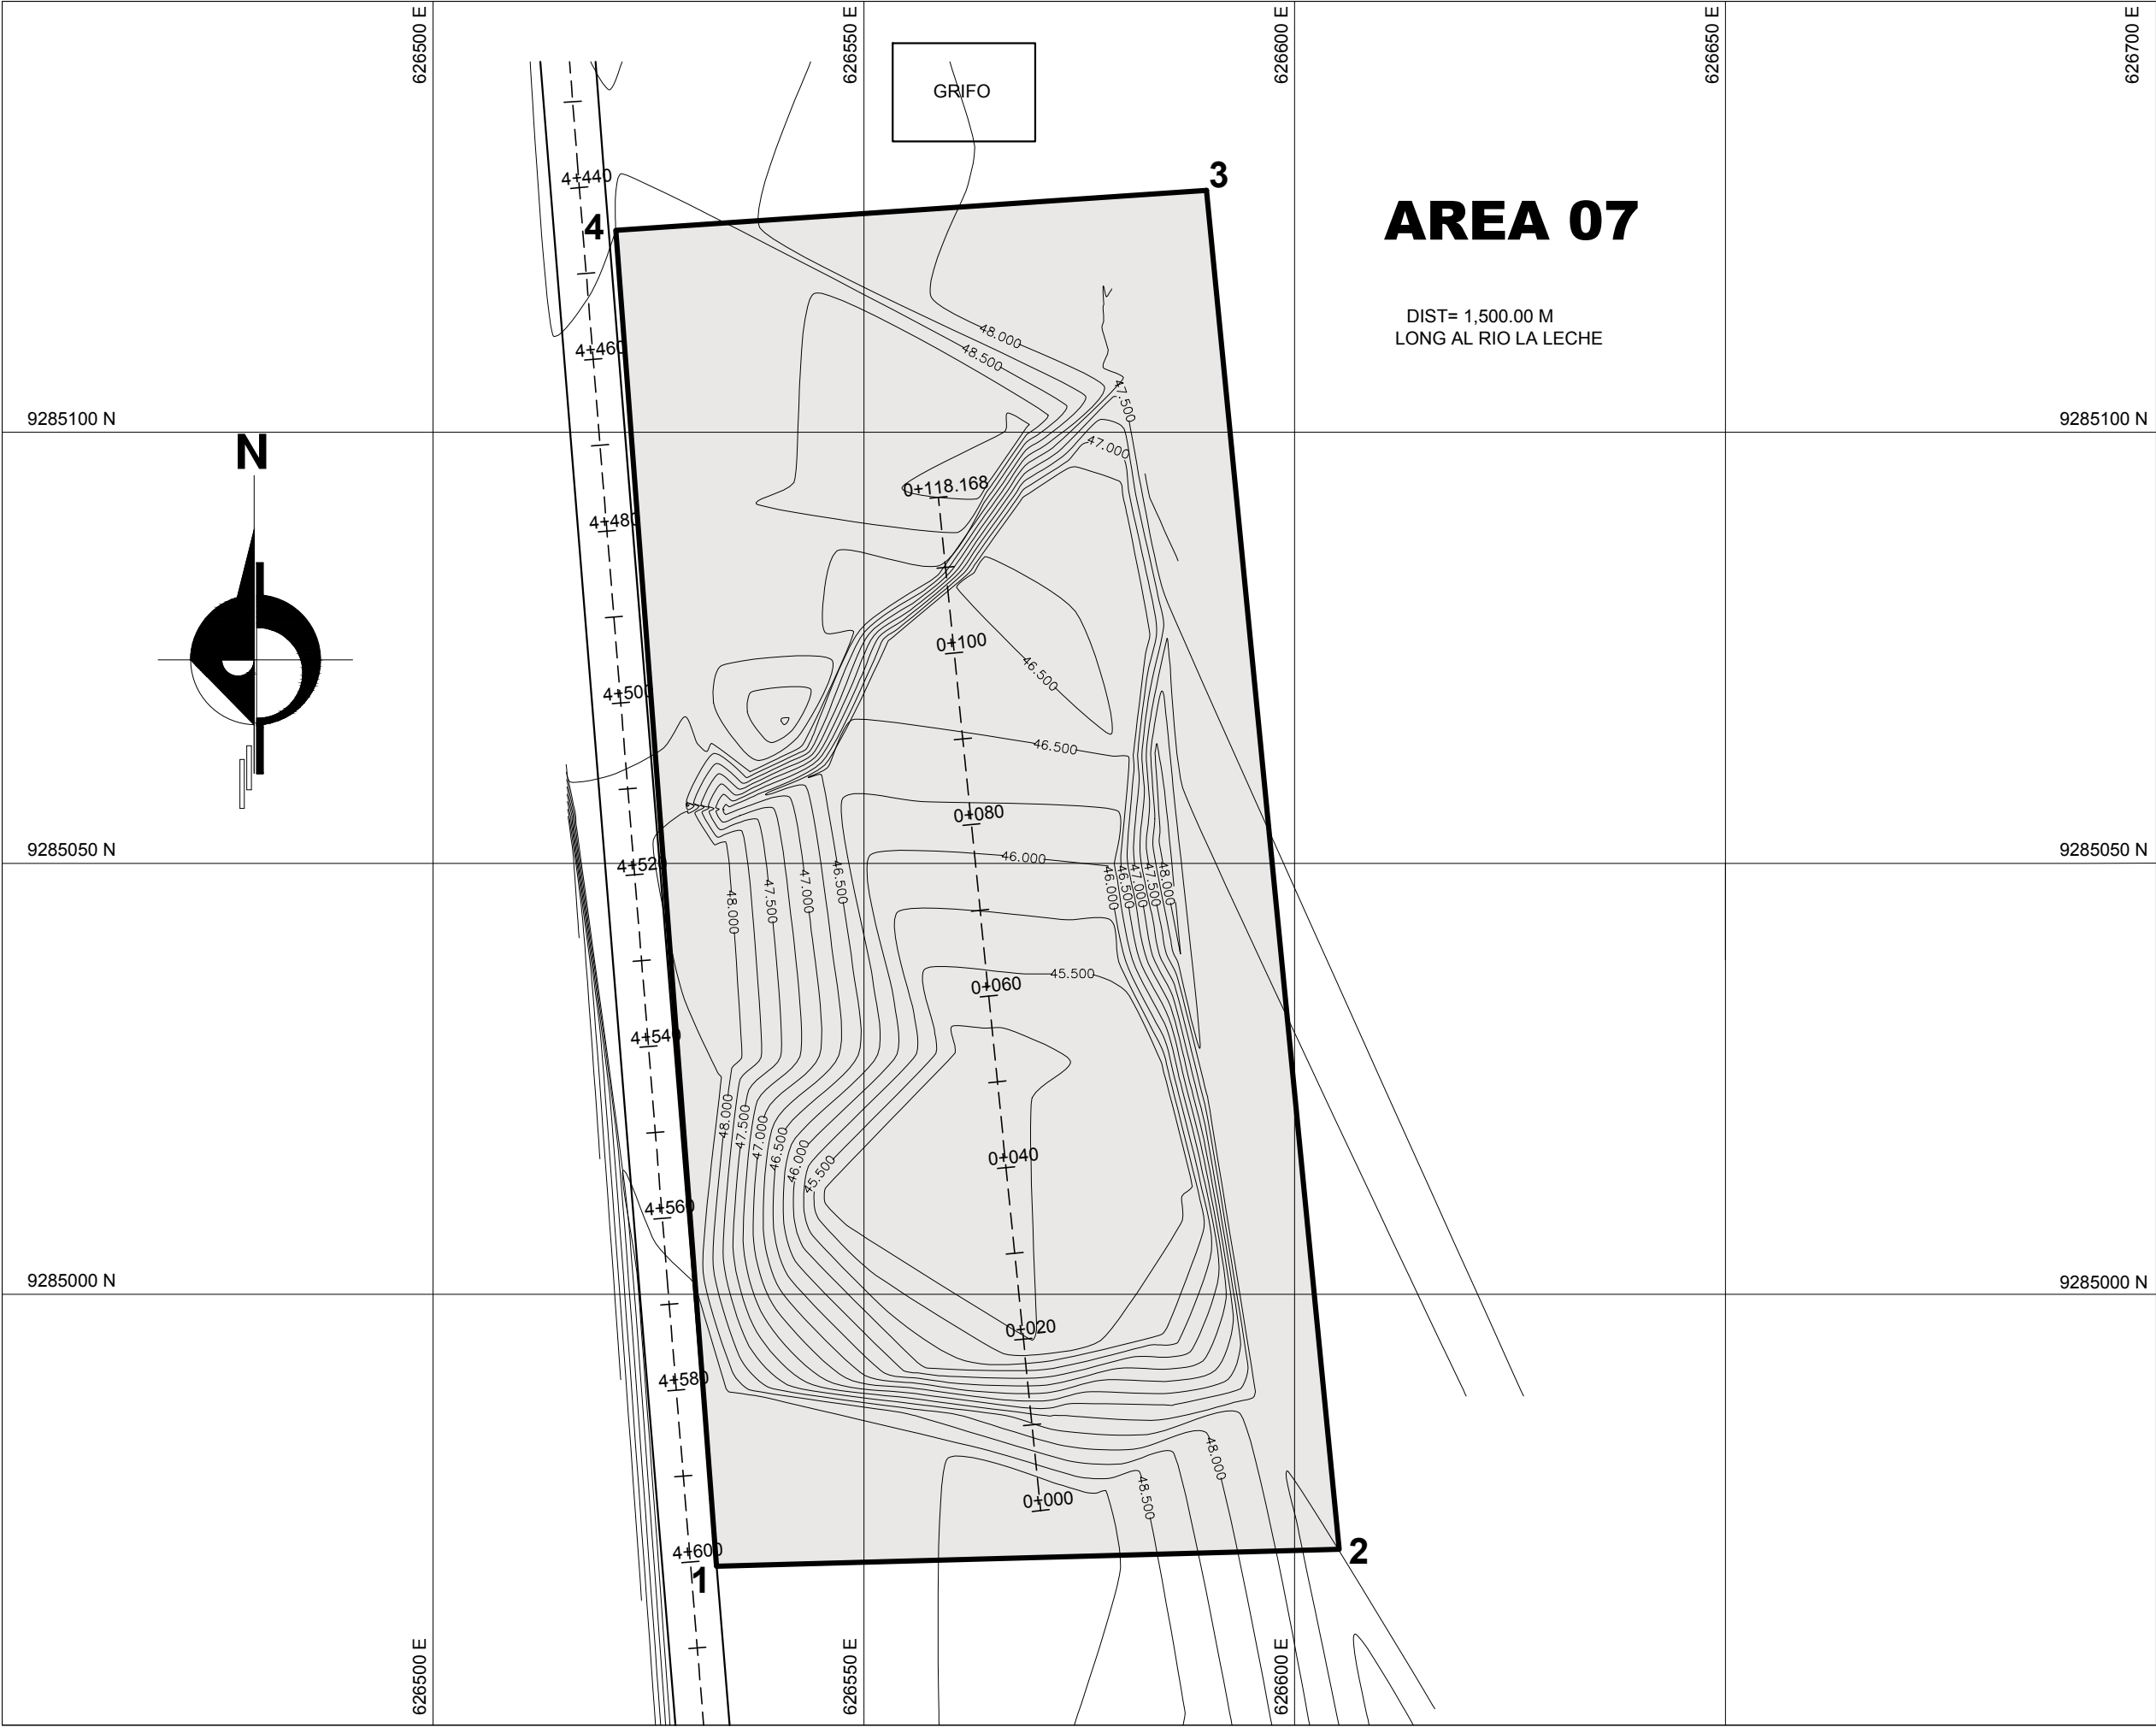 626500 E
626550 E
626600 E
626650 E
626700 E
GRIFO
3
4+440
4
AREA 07
DIST= 1,500.00 M
LONG AL RIO LA LECHE
48.000
48.500
4+460
47.500
9285100 N
9285100 N
N
47.000
0+118.168
4+480
0+100
46.500
4+500
46.500
0+080
9285050 N
9285050 N
46.000
4+520
48.000
47.500
47.000
46.500
46.000
46.500
47.000
47.500
48.000
45.500
0+060
4+540
48.000
47.500
47.000
46.500
46.000
45.500
0+040
4+560
9285000 N
9285000 N
0+020
4+580
48.000
48.500
0+000
4+600
1
2
626500 E
626550 E
626600 E